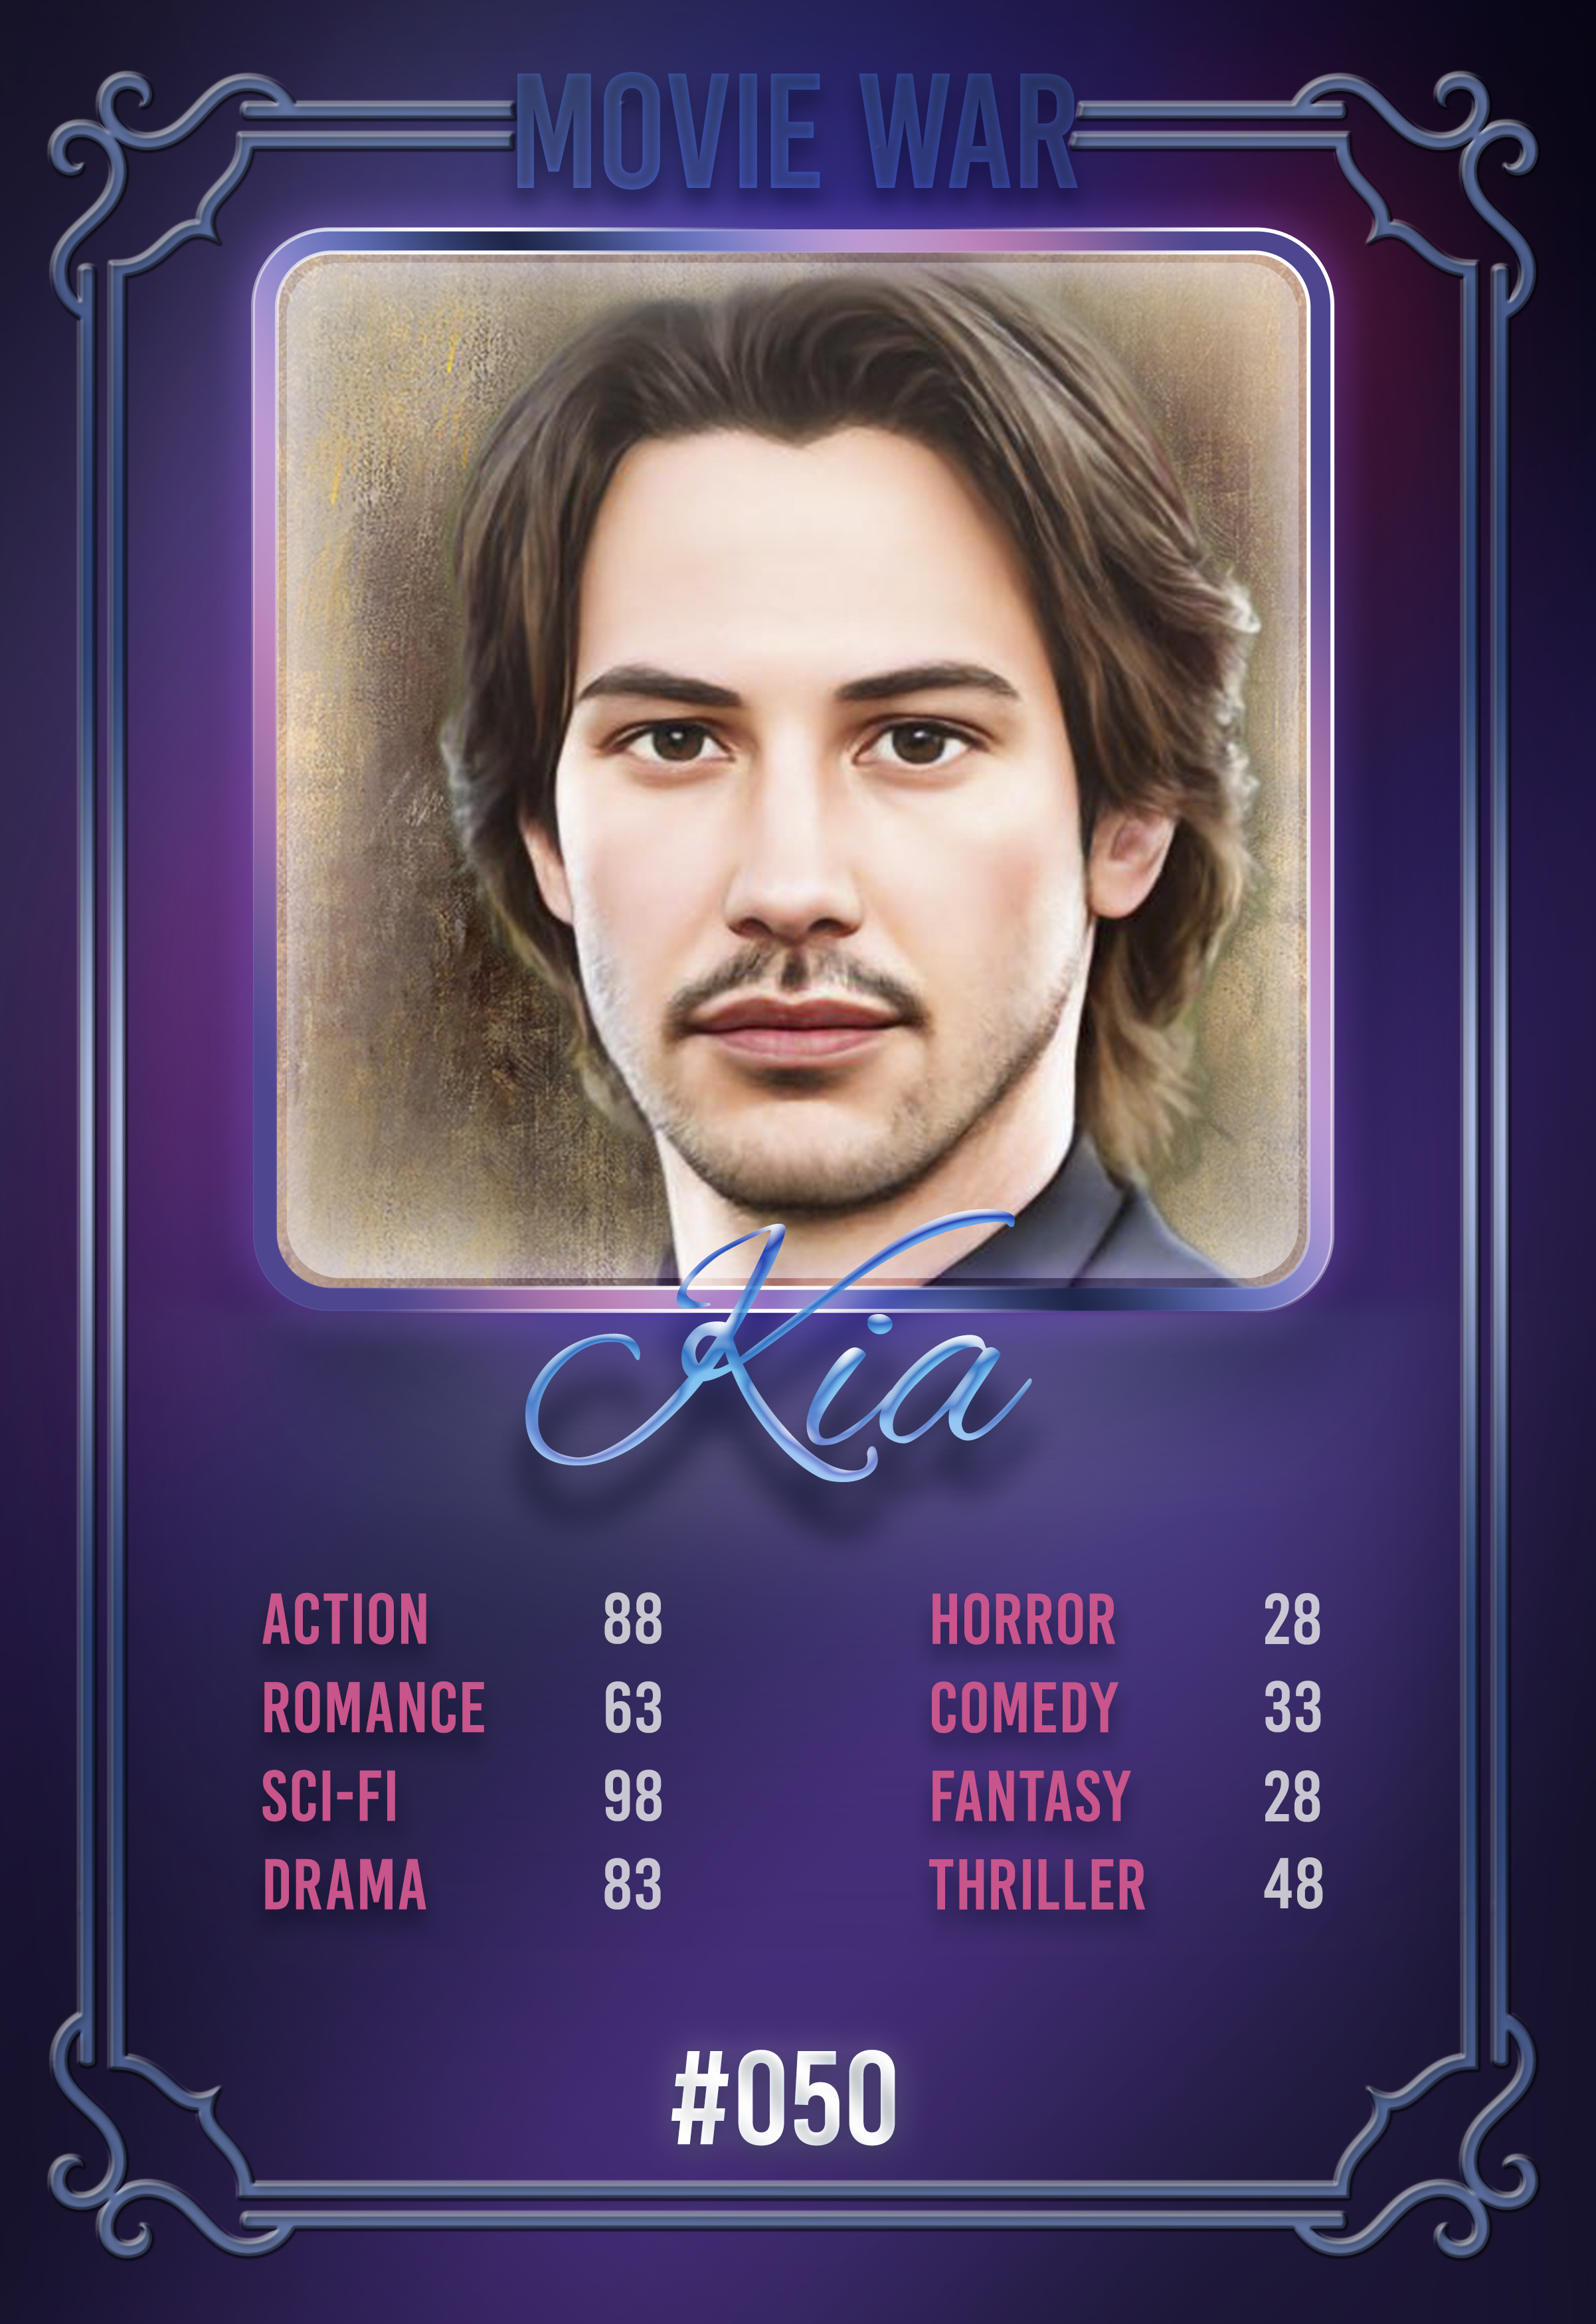 MOVIE WAR
Kia
ACTION 88 HORROR 28
ROMANCE 63 COMEDY 33
SCI-FI 98 FANTASY 28
DRAMA 83 THRILLER 48
#050